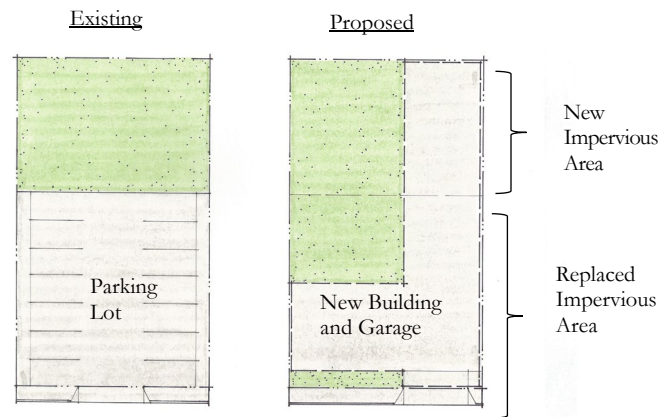 Existing
Proposed
New
Impervious
Area
Parking
Lot
New Building
and Garage
Replaced
Impervious
Area